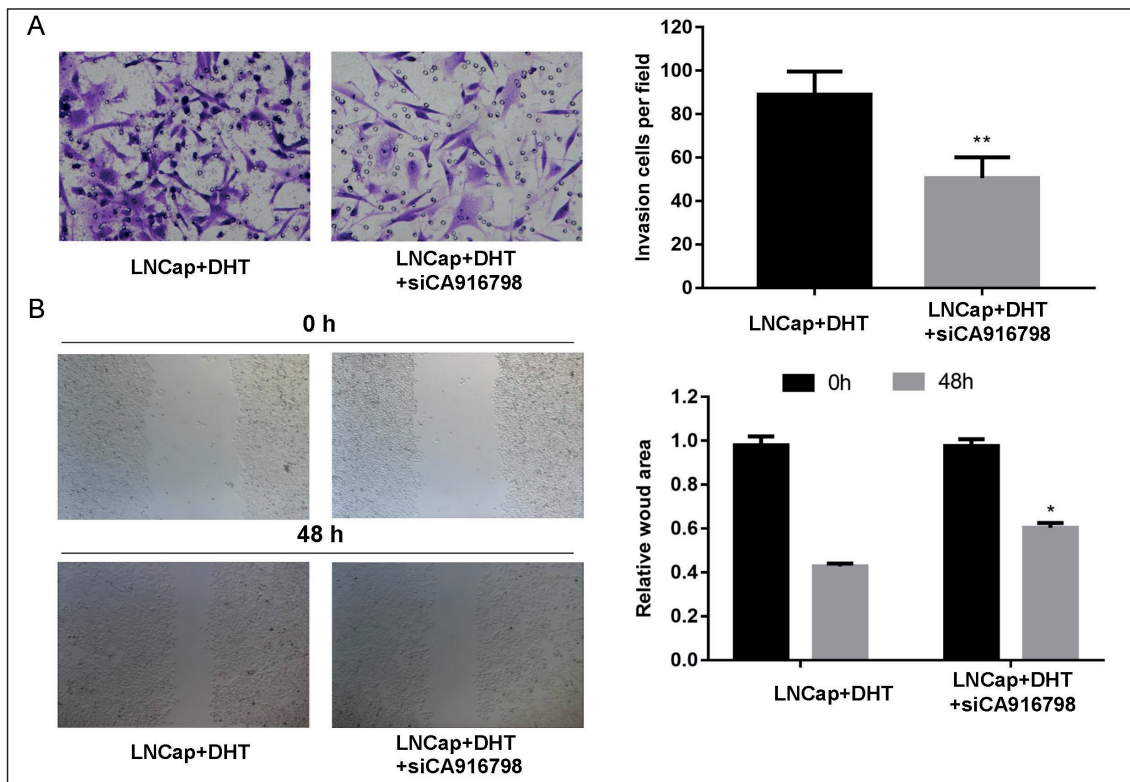 A
LNCap+DHT
LNCap+DHT
+siCA916798
Invasion cells per field
120
100
80
60
40
20
0
**
LNCap+DHT
LNCap+DHT
+siCA916798
B
0 h
48 h
LNCap+DHT
LNCap+DHT
+siCA916798
0h
48h
Relative woud area
1.2
1.0
0.8
0.6
0.4
0.2
0.0
*
LNCap+DHT
LNCap+DHT
+siCA916798